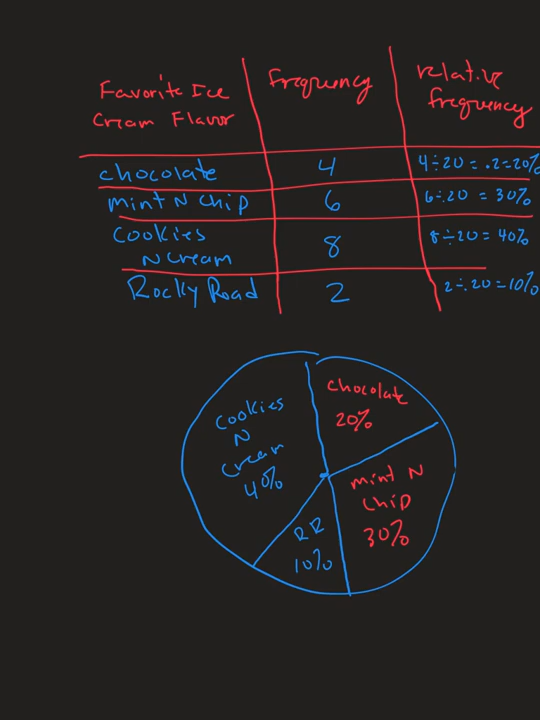 Favorite Ice Cream Flavor
frequency
relative frequency
chocolate
4
4÷20 = .2=20%
mint N Chip
6
6÷20 = 30%
cookies N Cream
8
8÷20 = 40%
Rocky Road
2
2÷20=10%
cookies
N
cream
40%
chocolate
20%
mint N
chip
30%
RR
10%